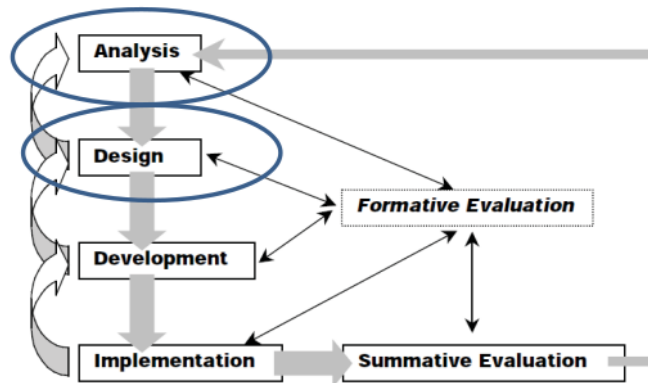 Analysis
Design
Formative Evaluation
Development
Implementation
Summative Evaluation